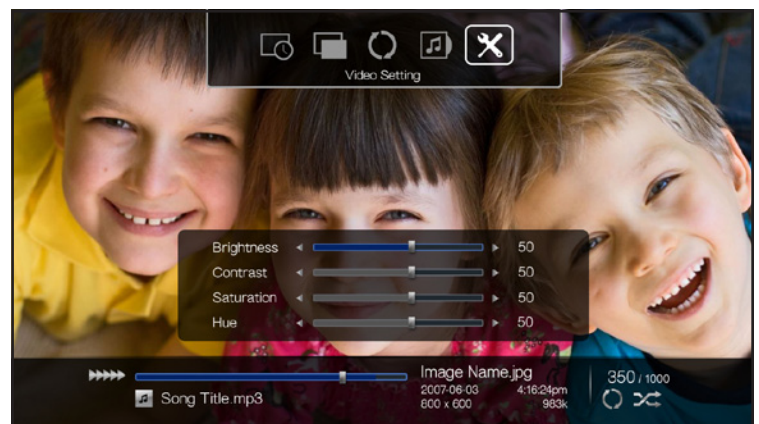 Video Setting
Brightness 50
Contrast 50
Saturation 50
Hue 50
Image Name.jpg
350 / 1000
2007-06-03 4:16:24pm
800 x 600 983k
Song Title.mp3